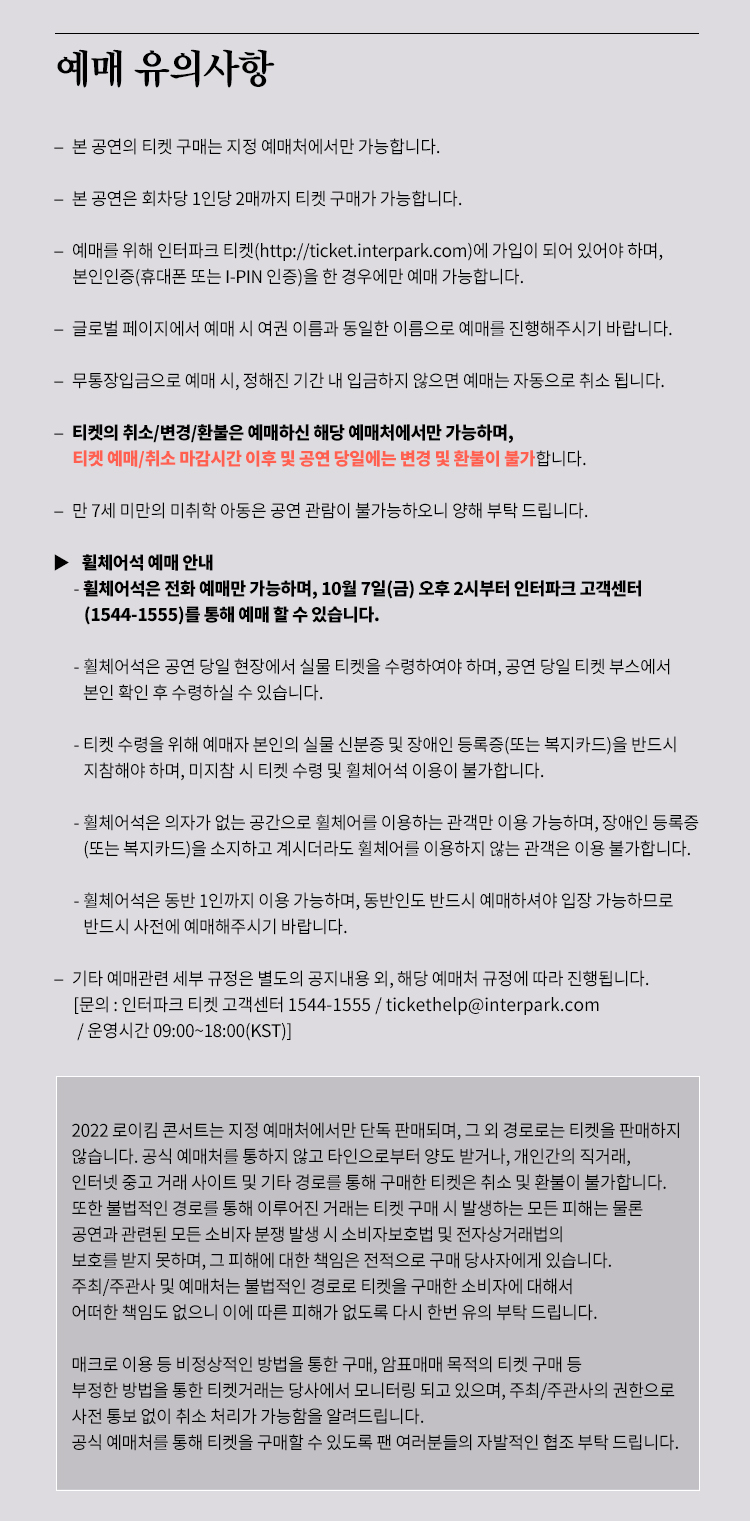 예매 유의사항
– 본 공연의 티켓 구매는 지정 예매처에서만 가능합니다.
– 본 공연은 회차당 1인당 2매까지 티켓 구매가 가능합니다.
– 예매를 위해 인터파크 티켓(http://ticket.interpark.com)에 가입이 되어 있어야 하며,
본인인증(휴대폰 또는 I-PIN 인증)을 한 경우에만 예매 가능합니다.
– 글로벌 페이지에서 예매 시 여권 이름과 동일한 이름으로 예매를 진행해주시기 바랍니다.
– 무통장입금으로 예매 시, 정해진 기간 내 입금하지 않으면 예매는 자동으로 취소 됩니다.
– 티켓의 취소/변경/환불은 예매하신 해당 예매처에서만 가능하며,
티켓 예매/취소 마감시간 이후 및 공연 당일에는 변경 및 환불이 불가합니다.
– 만 7세 미만의 미취학 아동은 공연 관람이 불가능하오니 양해 부탁 드립니다.
▶ 휠체어석 예매 안내
- 휠체어석은 전화 예매만 가능하며, 10월 7일(금) 오후 2시부터 인터파크 고객센터
(1544-1555)를 통해 예매 할 수 있습니다.
- 휠체어석은 공연 당일 현장에서 실물 티켓을 수령하여야 하며, 공연 당일 티켓 부스에서
본인 확인 후 수령하실 수 있습니다.
- 티켓 수령을 위해 예매자 본인의 실물 신분증 및 장애인 등록증(또는 복지카드)을 반드시
지참해야 하며, 미지참 시 티켓 수령 및 휠체어석 이용이 불가합니다.
- 휠체어석은 의자가 없는 공간으로 휠체어를 이용하는 관객만 이용 가능하며, 장애인 등록증
(또는 복지카드)을 소지하고 계시더라도 휠체어를 이용하지 않는 관객은 이용 불가합니다.
- 휠체어석은 동반 1인까지 이용 가능하며, 동반인도 반드시 예매하셔야 입장 가능하므로
반드시 사전에 예매해주시기 바랍니다.
– 기타 예매관련 세부 규정은 별도의 공지내용 외, 해당 예매처 규정에 따라 진행됩니다.
[문의 : 인터파크 티켓 고객센터 1544-1555 / tickethelp@interpark.com
/ 운영시간 09:00~18:00(KST)]
2022 로이킴 콘서트는 지정 예매처에서만 단독 판매되며, 그 외 경로로는 티켓을 판매하지
않습니다. 공식 예매처를 통하지 않고 타인으로부터 양도 받거나, 개인간의 직거래,
인터넷 중고 거래 사이트 및 기타 경로를 통해 구매한 티켓은 취소 및 환불이 불가합니다.
또한 불법적인 경로를 통해 이루어진 거래는 티켓 구매 시 발생하는 모든 피해는 물론
공연과 관련된 모든 소비자 분쟁 발생 시 소비자보호법 및 전자상거래법의
보호를 받지 못하며, 그 피해에 대한 책임은 전적으로 구매 당사자에게 있습니다.
주최/주관사 및 예매처는 불법적인 경로로 티켓을 구매한 소비자에 대해서
어떠한 책임도 없으니 이에 따른 피해가 없도록 다시 한번 유의 부탁 드립니다.
매크로 이용 등 비정상적인 방법을 통한 구매, 암표매매 목적의 티켓 구매 등
부정한 방법을 통한 티켓거래는 당사에서 모니터링 되고 있으며, 주최/주관사의 권한으로
사전 통보 없이 취소 처리가 가능함을 알려드립니다.
공식 예매처를 통해 티켓을 구매할 수 있도록 팬 여러분들의 자발적인 협조 부탁 드립니다.